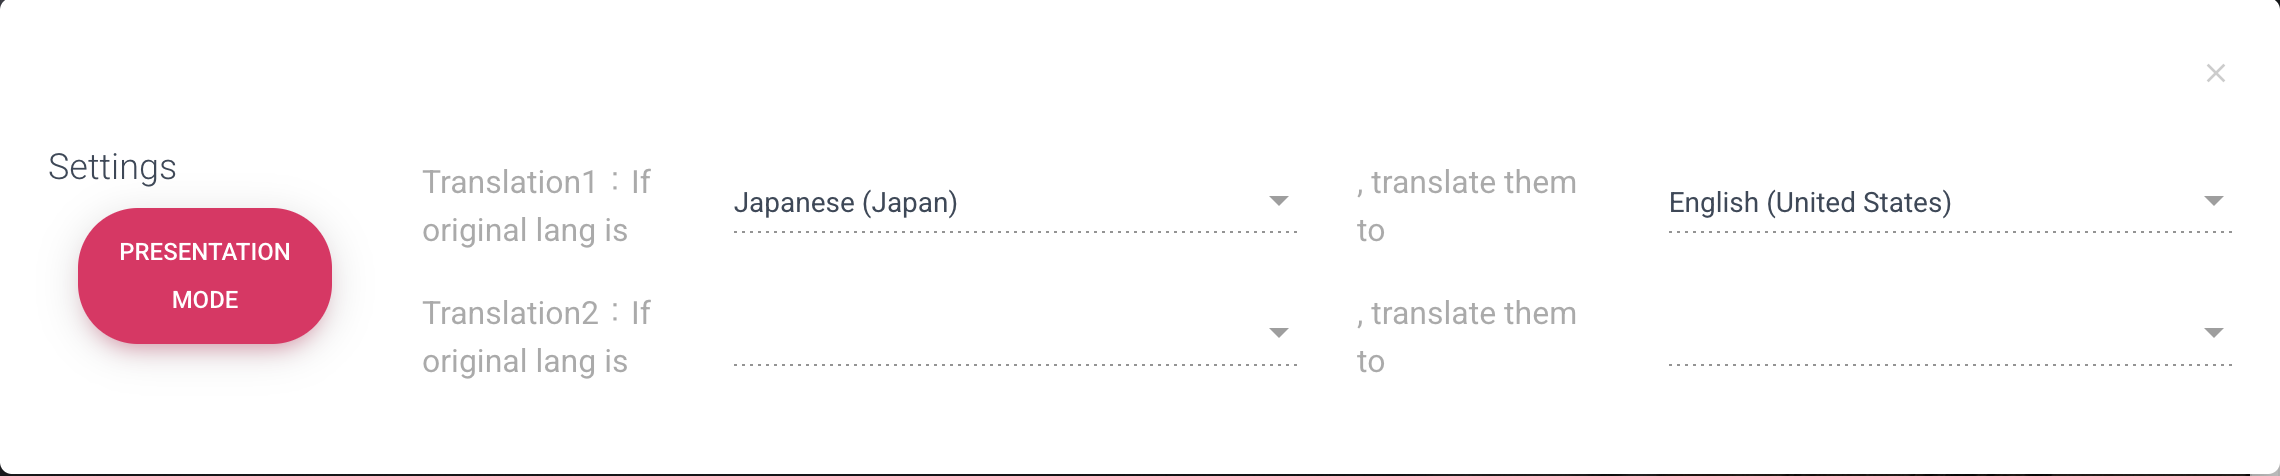 Settings
PRESENTATION
MODE
Translation1：If
original lang is
Japanese (Japan)
, translate them
to
English (United States)
Translation2：If
original lang is
, translate them
to